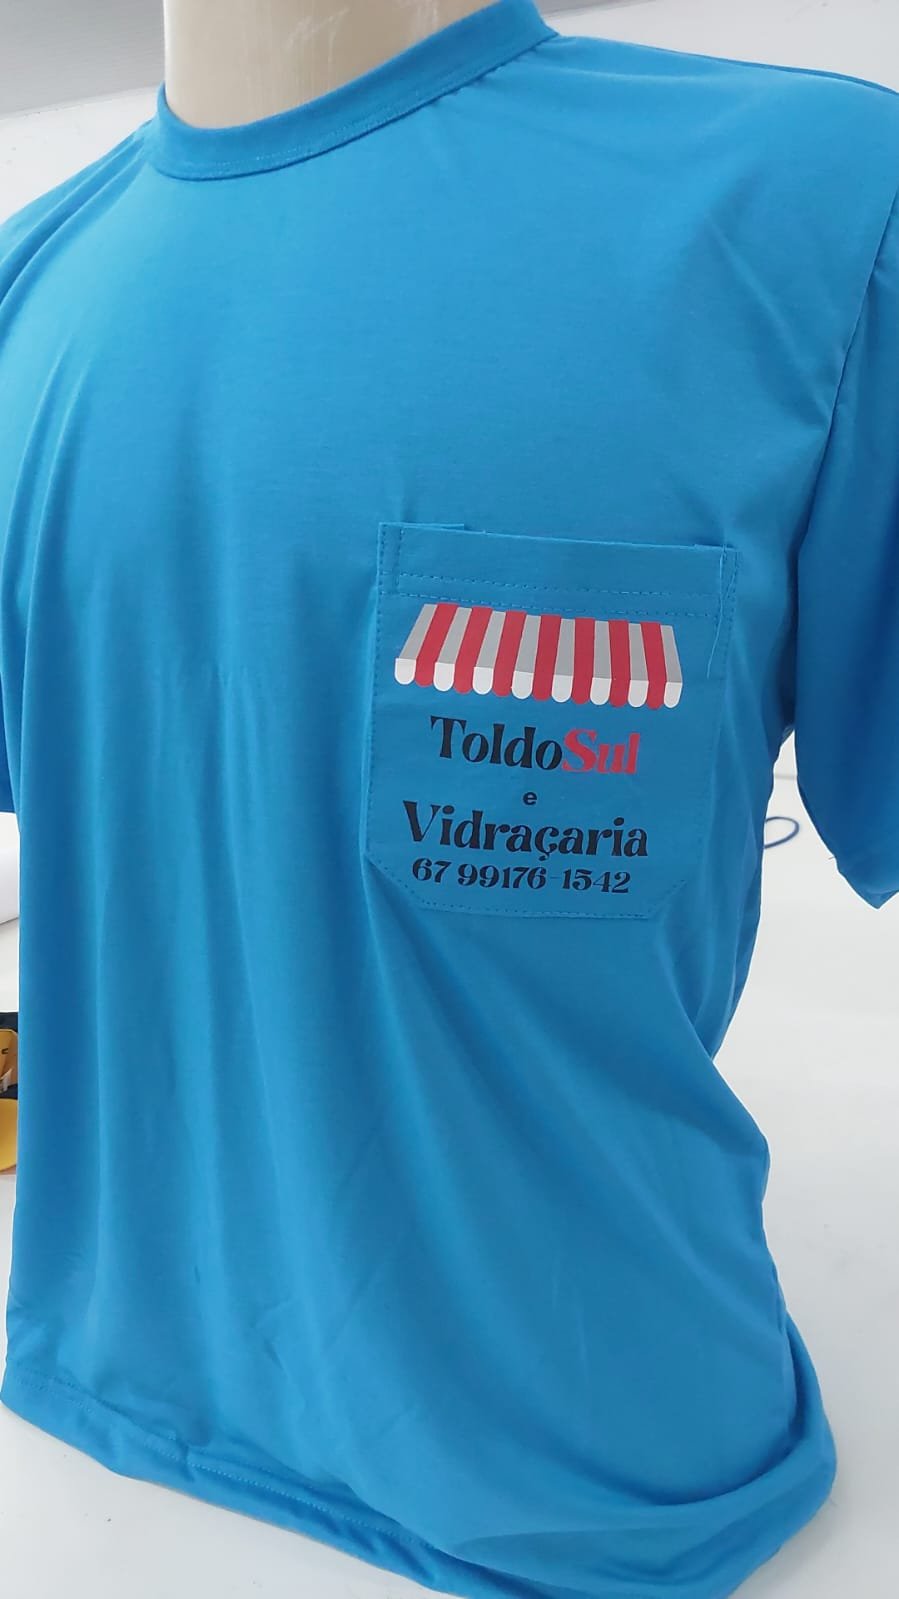 ToldoSul
e
Vidraçaria
67 99176-1542